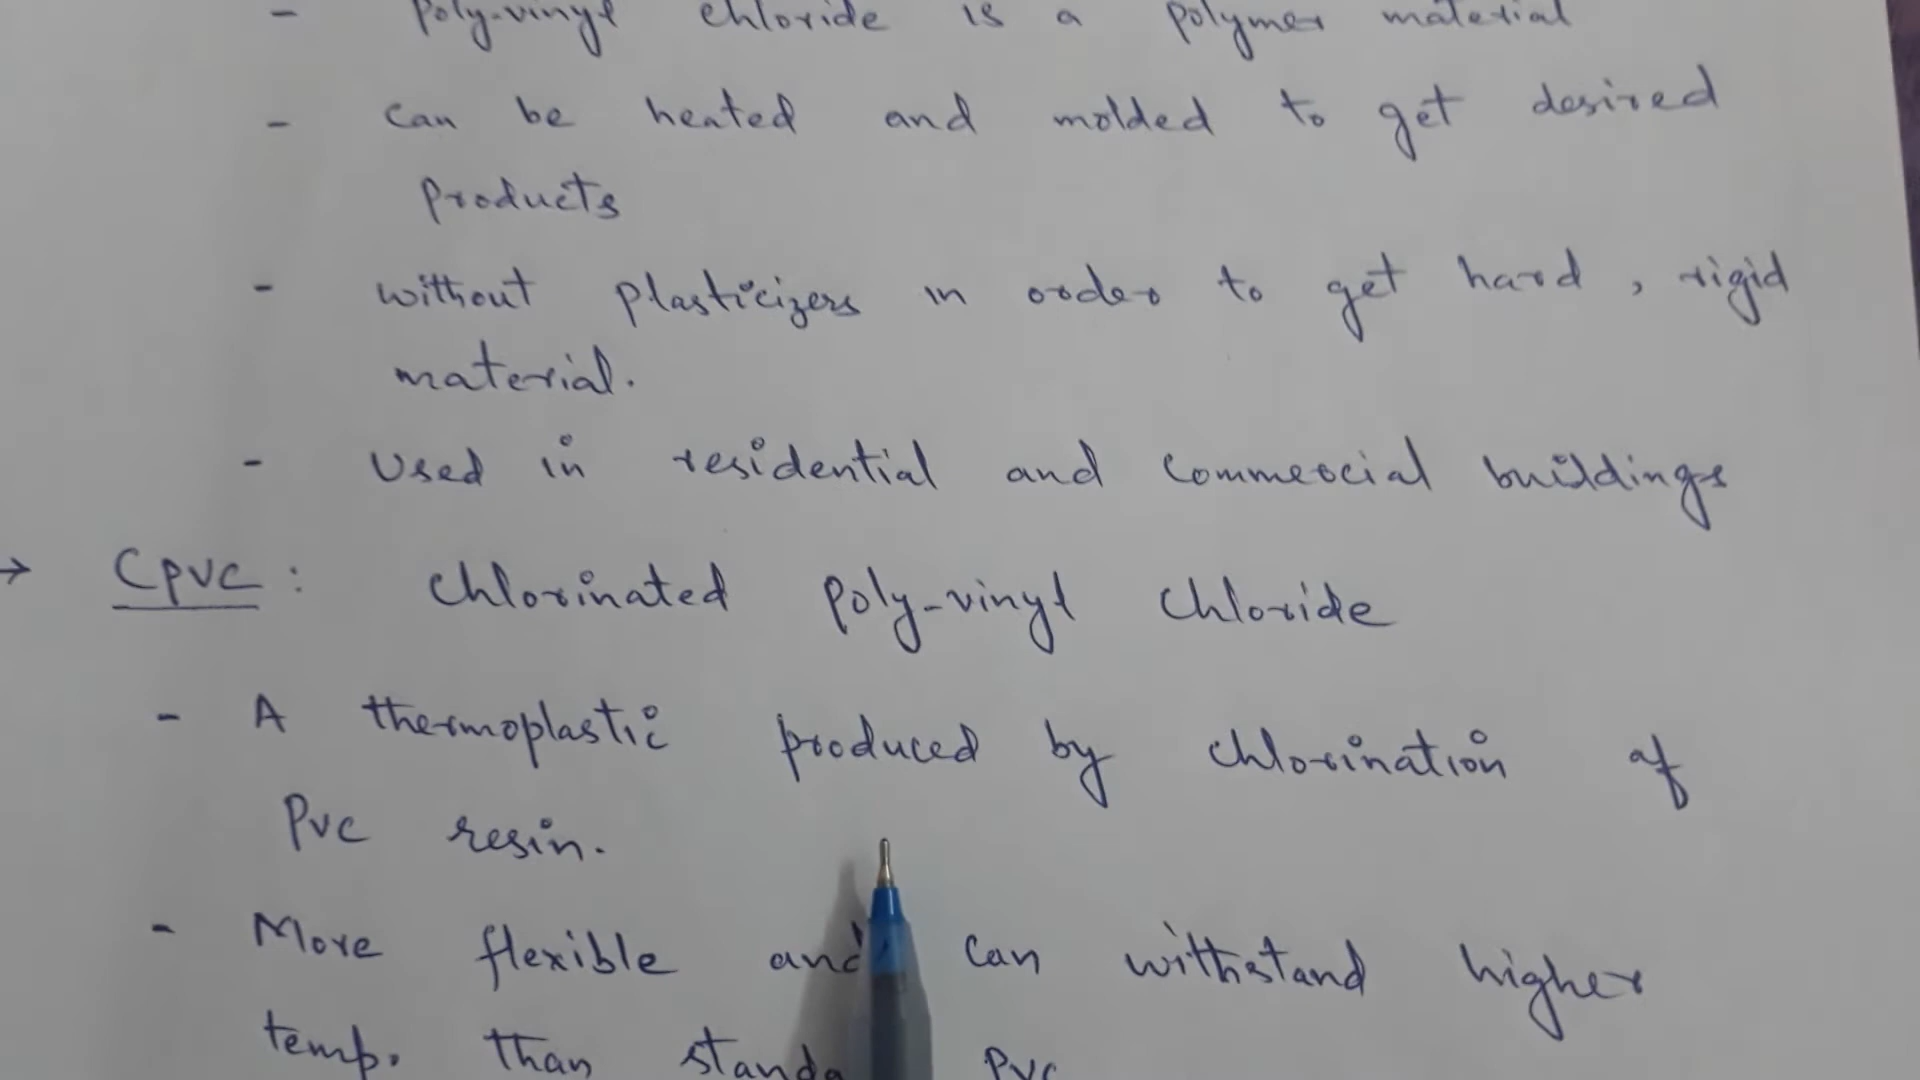 - Poly-vinyl chloride is a polymer material
- Can be heated and molded to get desired
products
- without plasticizers in order to get hard, rigid
material.
- Used in residential and Commercial buildings
→ CPVC : Chlorinated Poly-vinyl Chloride
- A thermoplastic produced by chlorination of
PVC resin.
- More flexible and can withstand higher
temp. than PVC